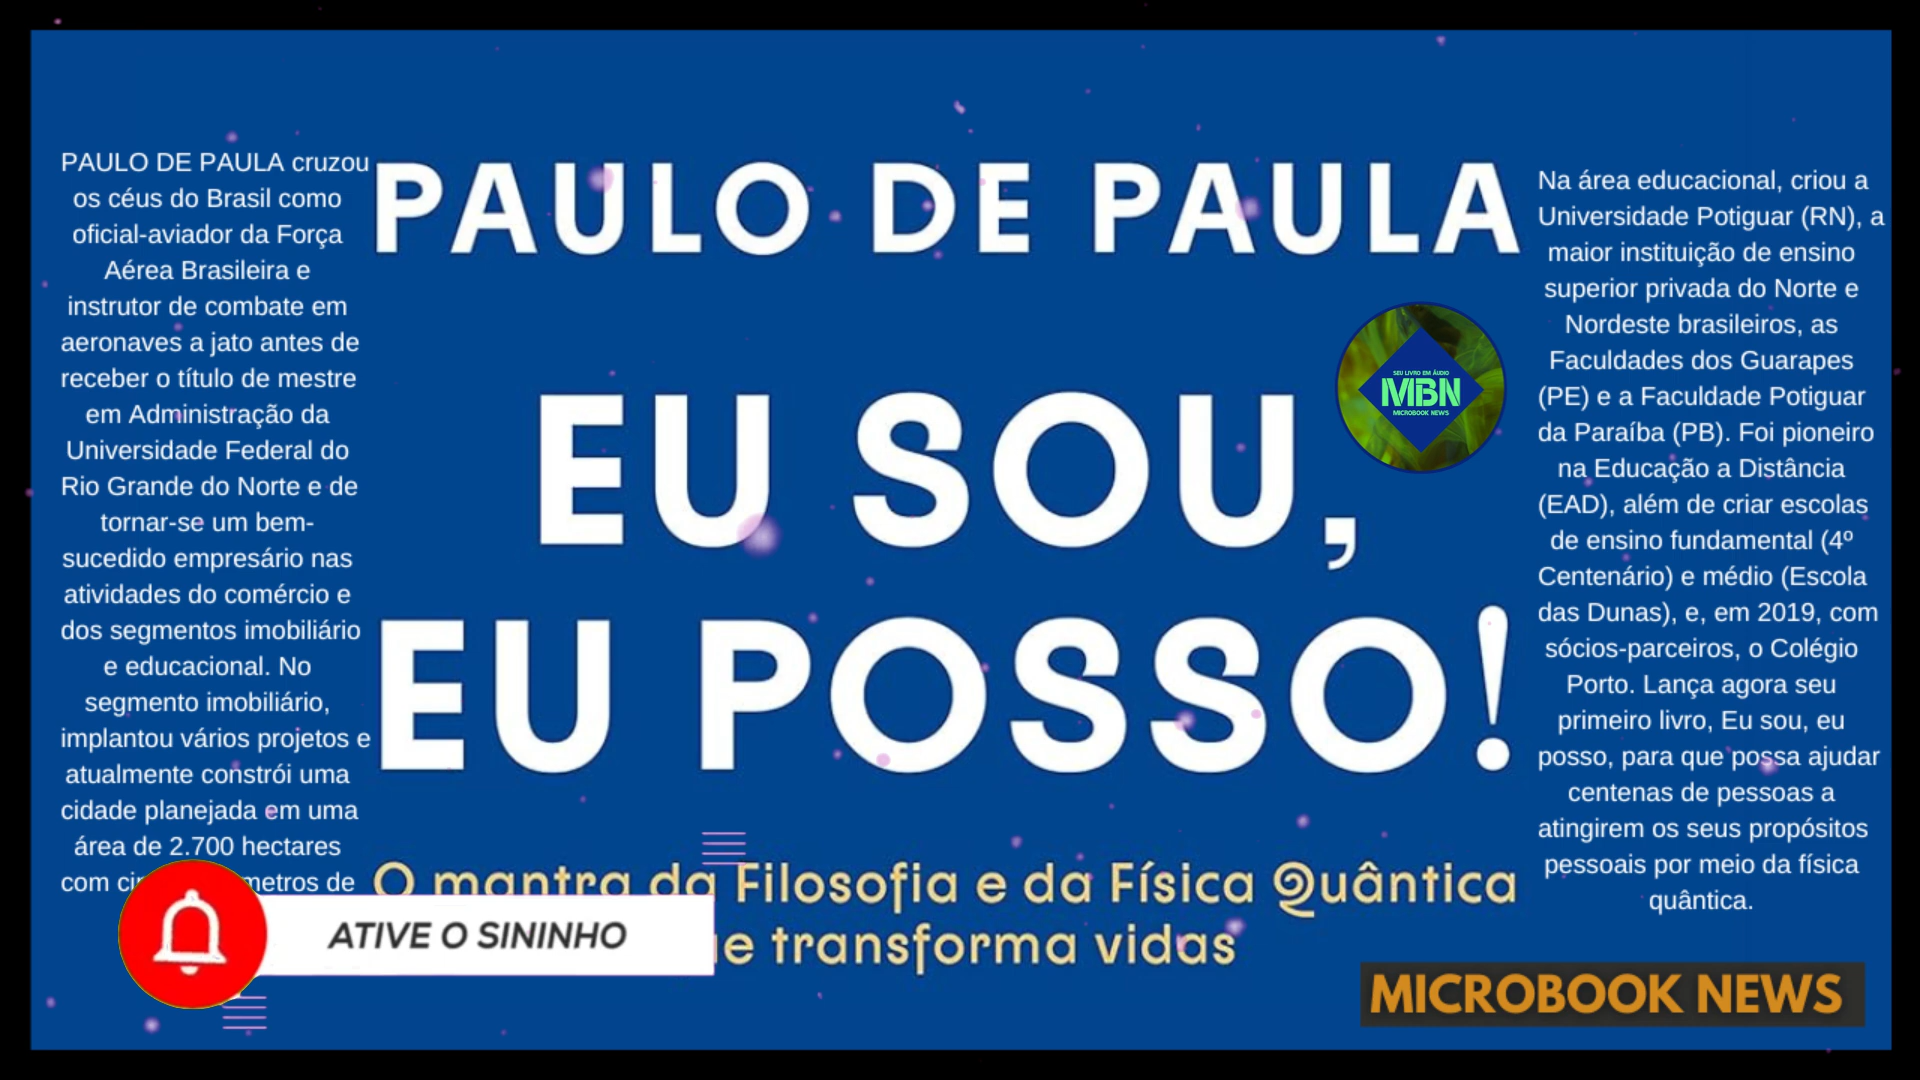 PAULO DE PAULA cruzou
os céus do Brasil como
oficial-aviador da Força
Aérea Brasileira e
instrutor de combate em
aeronaves a jato antes de
receber o título de mestre
em Administração da
Universidade Federal do
Rio Grande do Norte e de
tornar-se um bem-
sucedido empresário nas
atividades do comércio e
dos segmentos imobiliário
e educacional. No
segmento imobiliário,
implantou vários projetos e
atualmente constrói uma
cidade planejada em uma
área de 2.700 hectares
com de
PAULO DE PAULA
EU SOU,
EU POSSO!
O mantra da Filosofia e da Física Quântica
transforma vidas
SEU LIVRO EM ÁUDIO
MBN
MICROBOOK NEWS
Na área educacional, criou a
Universidade Potiguar (RN), a
maior instituição de ensino
superior privada do Norte e
Nordeste brasileiros, as
Faculdades dos Guarapes
(PE) e a Faculdade Potiguar
da Paraíba (PB). Foi pioneiro
na Educação a Distância
(EAD), além de criar escolas
de ensino fundamental (4º
Centenário) e médio (Escola
das Dunas), e, em 2019, com
sócios-parceiros, o Colégio
Porto. Lança agora seu
primeiro livro, Eu sou, eu
posso, para que possa ajudar
centenas de pessoas a
atingirem os seus propósitos
pessoais por meio da física
quântica.
ATIVE O SININHO
MICROBOOK NEWS